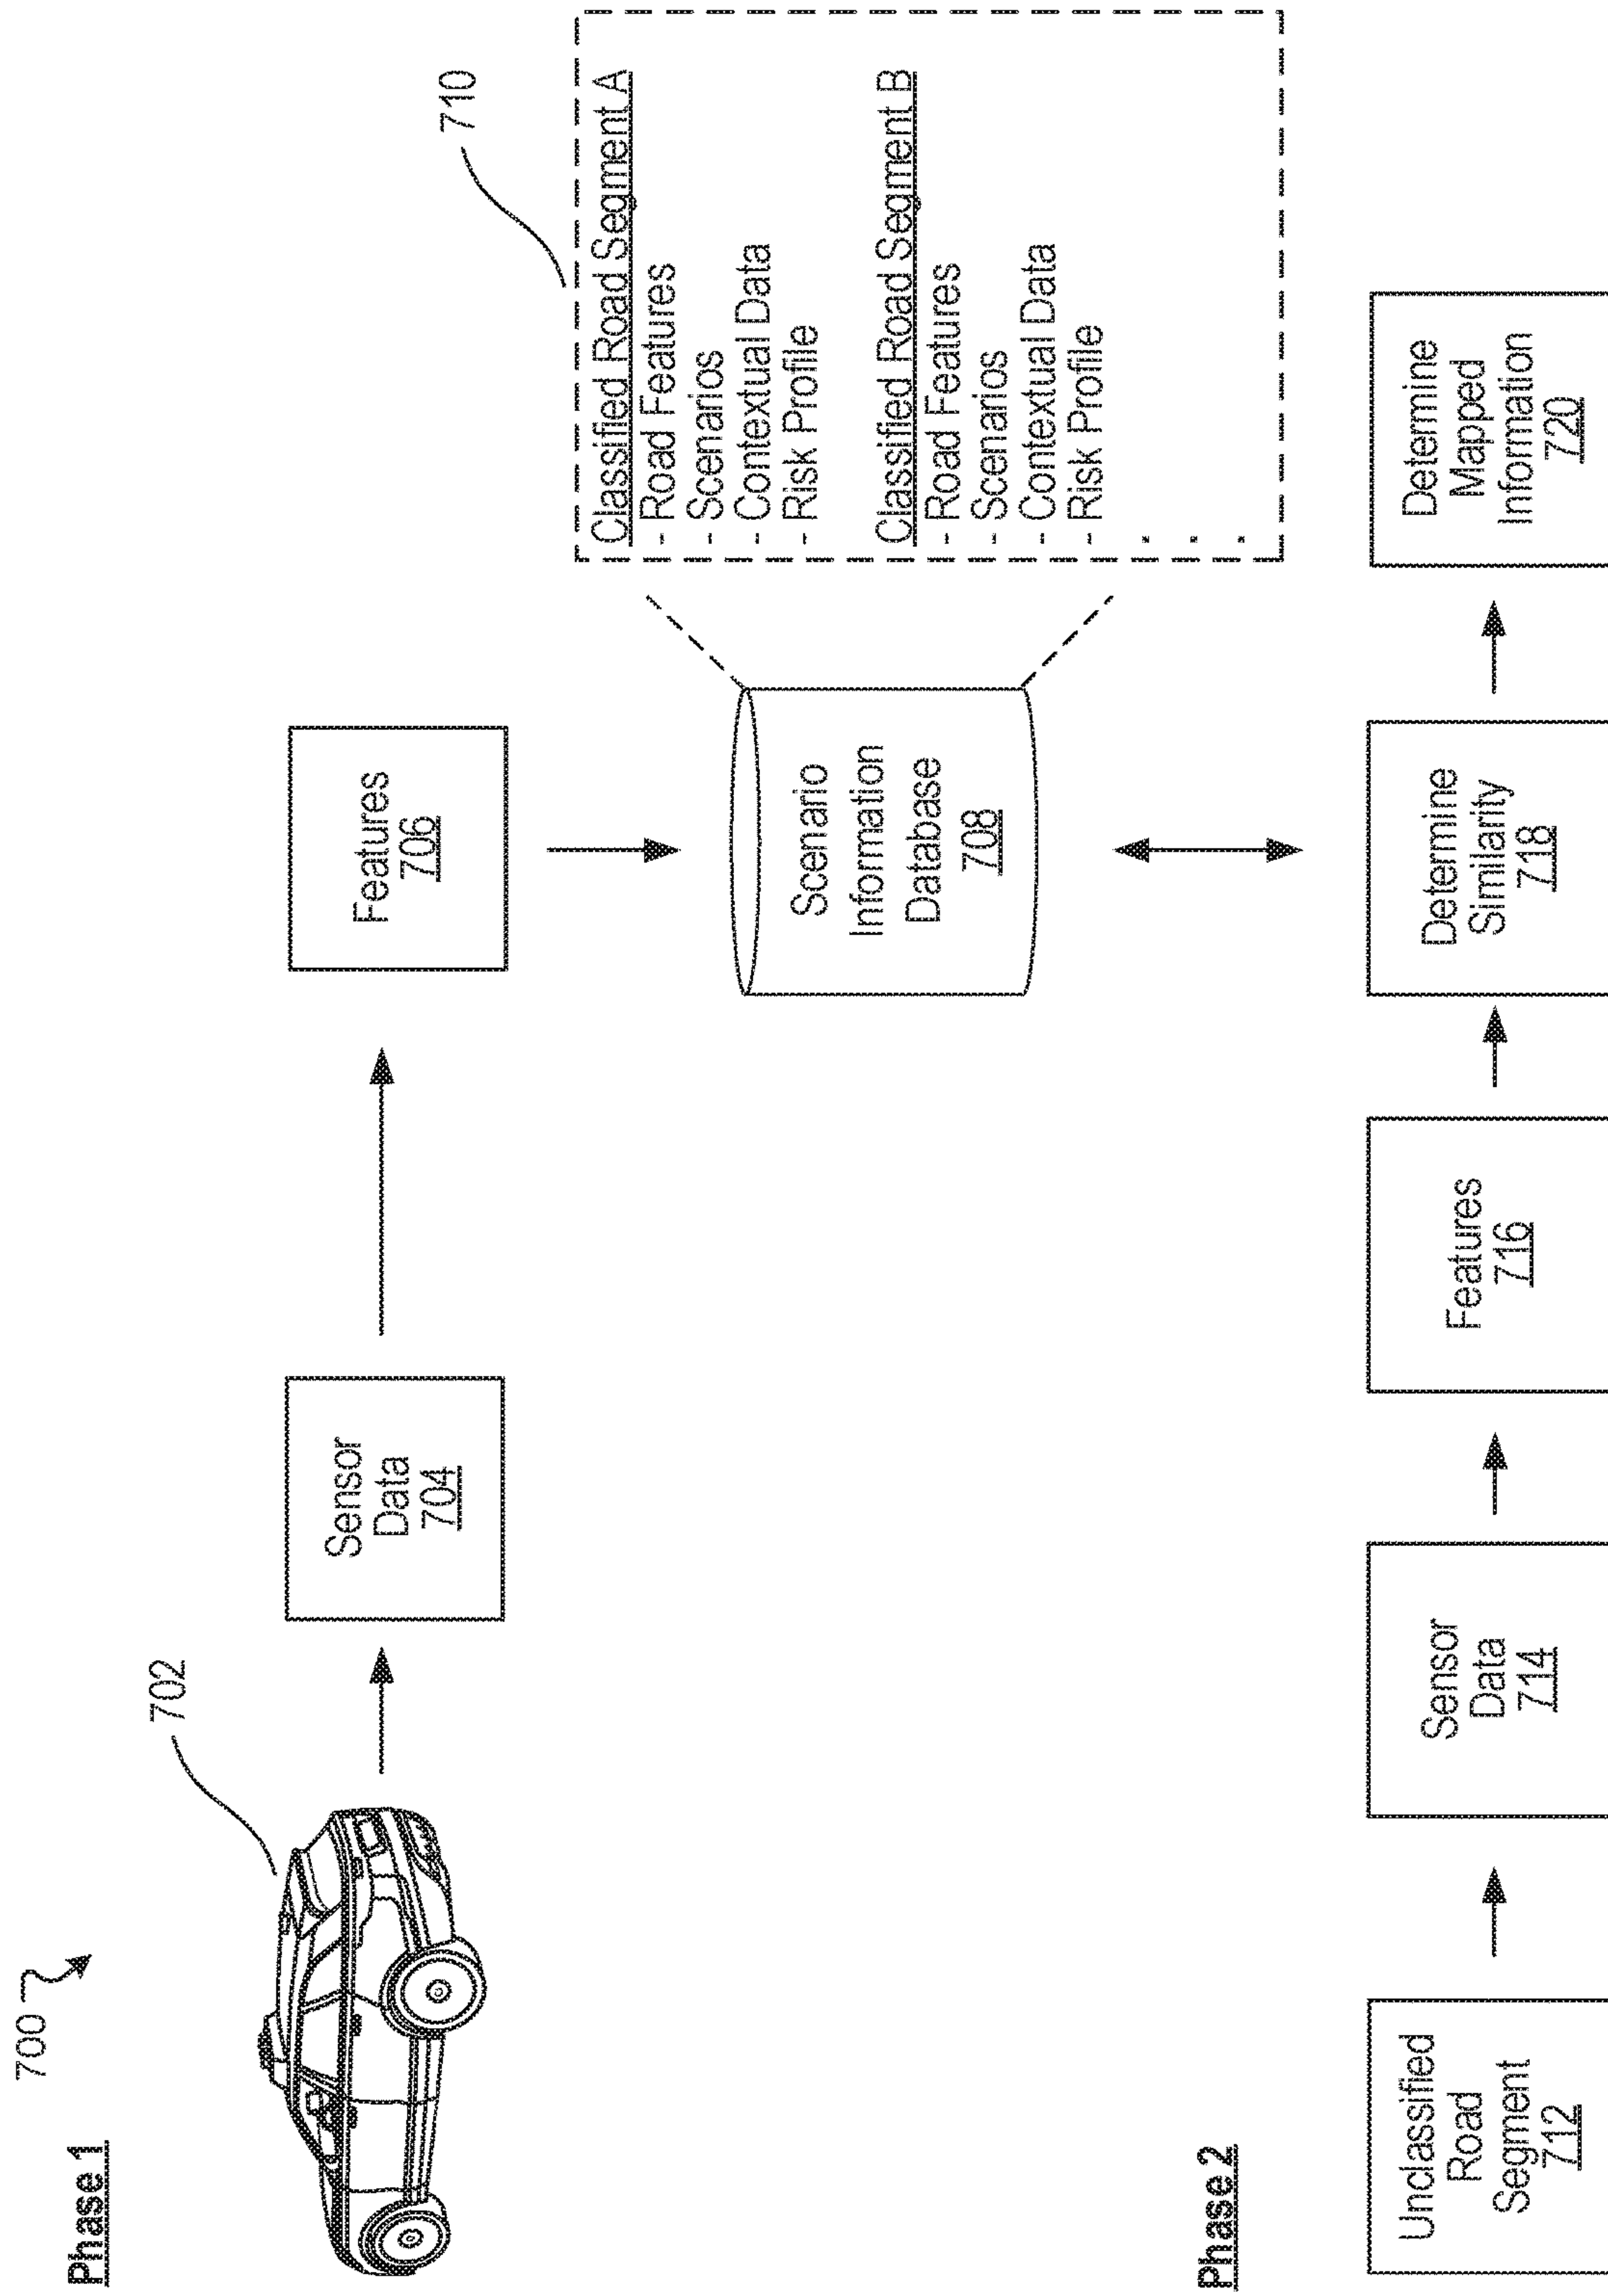 700
Phase 1
702
Sensor
Data
704
Features
706
710
Scenario
Information
Database
708
Classified Road Segment A
- Road Features
- Scenarios
- Contextual Data
- Risk Profile
Classified Road Segment B
- Road Features
- Scenarios
- Contextual Data
- Risk Profile
.
.
.
Phase 2
Unclassified
Road
Segment
712
Sensor
Data
714
Features
716
Determine
Similarity
718
Determine
Mapped
Information
720